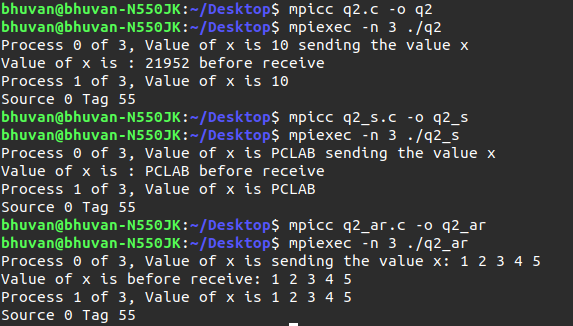 bhuvan@bhuvan-N550JK:~/Desktop$ mpicc q2.c -o q2
bhuvan@bhuvan-N550JK:~/Desktop$ mpiexec -n 3 ./q2
Process 0 of 3, Value of x is 10 sending the value x
Value of x is : 21952 before receive
Process 1 of 3, Value of x is 10
Source 0 Tag 55
bhuvan@bhuvan-N550JK:~/Desktop$ mpicc q2_s.c -o q2_s
bhuvan@bhuvan-N550JK:~/Desktop$ mpiexec -n 3 ./q2_s
Process 0 of 3, Value of x is PCLAB sending the value x
Value of x is : PCLAB before receive
Process 1 of 3, Value of x is PCLAB
Source 0 Tag 55
bhuvan@bhuvan-N550JK:~/Desktop$ mpicc q2_ar.c -o q2_ar
bhuvan@bhuvan-N550JK:~/Desktop$ mpiexec -n 3 ./q2_ar
Process 0 of 3, Value of x is sending the value x: 1 2 3 4 5
Value of x is before receive: 1 2 3 4 5
Process 1 of 3, Value of x is 1 2 3 4 5
Source 0 Tag 55